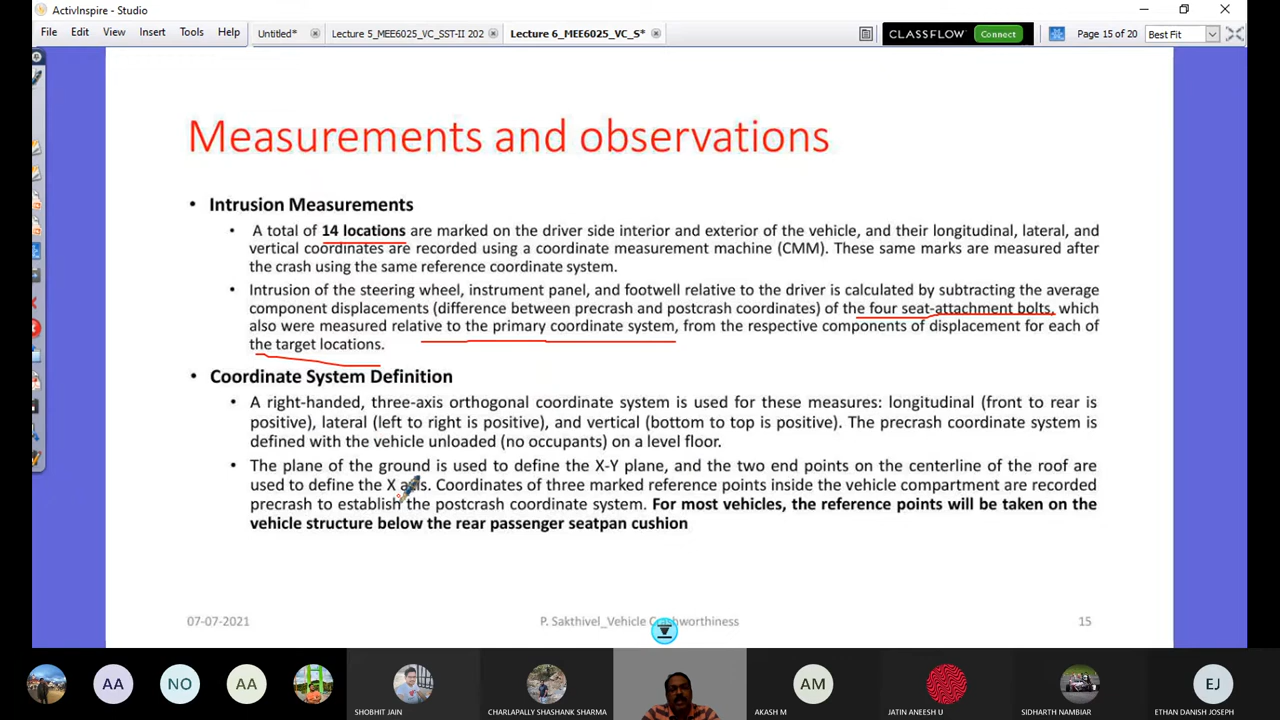 ActivInspire - Studio
File Edit View Insert Tools Help
Untitled* Lecture 5_MEE6025_VC_SST-II 202 Lecture 6_MEE6025_VC_S* CLASSFLOW Connect Page 15 of 20 Best Fit
Measurements and observations
• Intrusion Measurements
• A total of 14 locations are marked on the driver side interior and exterior of the vehicle, and their longitudinal, lateral, and
vertical coordinates are recorded using a coordinate measurement machine (CMM). These same marks are measured after
the crash using the same reference coordinate system.
• Intrusion of the steering wheel, instrument panel, and footwell relative to the driver is calculated by subtracting the average
component displacements (difference between precrash and postcrash coordinates) of the four seat-attachment bolts, which
also were measured relative to the primary coordinate system, from the respective components of displacement for each of
the target locations.
• Coordinate System Definition
• A right-handed, three-axis orthogonal coordinate system is used for these measures: longitudinal (front to rear is
positive), lateral (left to right is positive), and vertical (bottom to top is positive). The precrash coordinate system is
defined with the vehicle unloaded (no occupants) on a level floor.
• The plane of the ground is used to define the X-Y plane, and the two end points on the centerline of the roof are
used to define the X axis. Coordinates of three marked reference points inside the vehicle compartment are recorded
precrash to establish the postcrash coordinate system. For most vehicles, the reference points will be taken on the
vehicle structure below the rear passenger seatpan cushion
07-07-2021 P. Sakthivel_Vehicle Crashworthiness 15
AA NO AA AM EJ
SHOBHIT JAIN CHARLAPALLY SHASHANK SHARMA AKASH M JATIN ANEESH U SIDHARTH NAMBIAR ETHAN DANISH JOSEPH